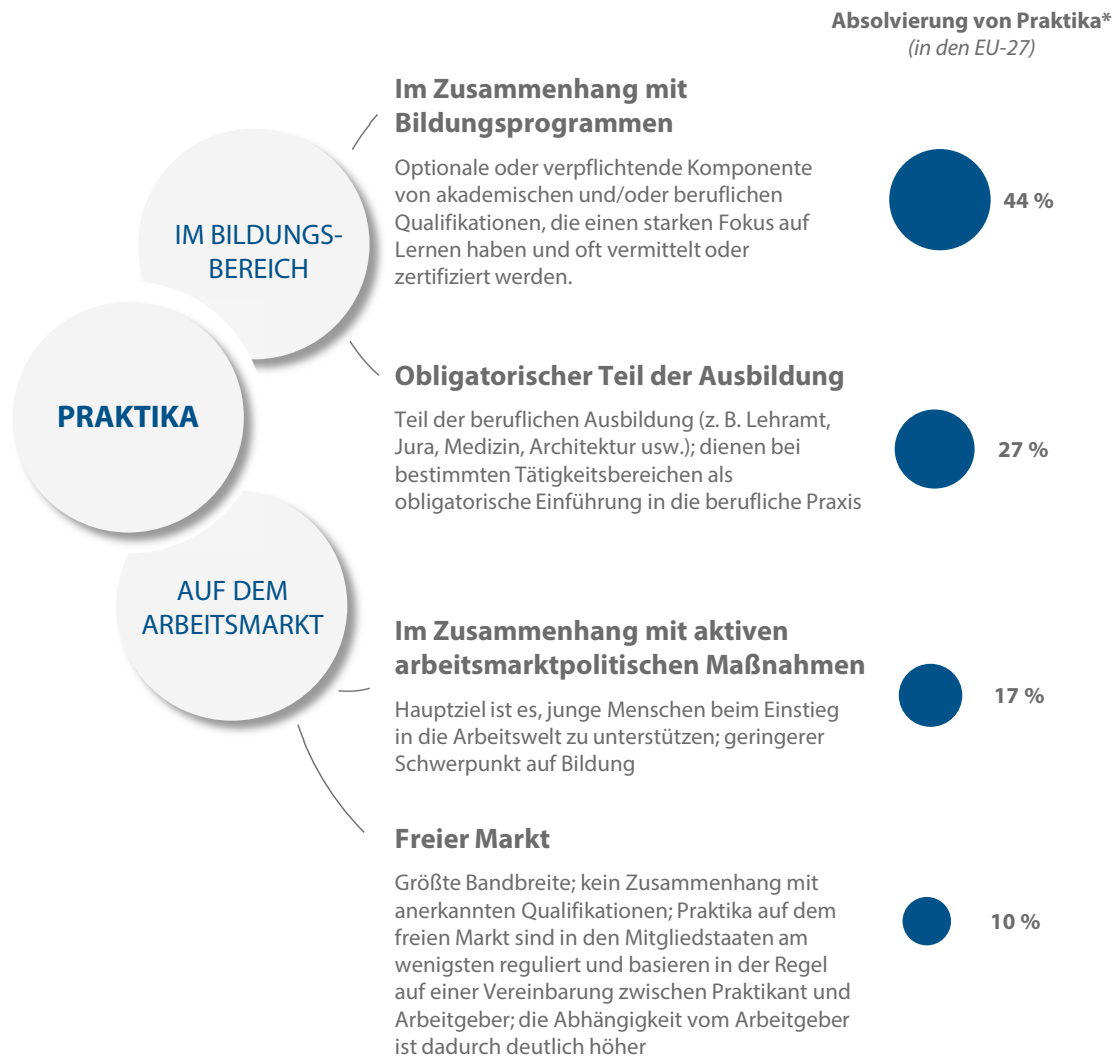 Absolvierung von Praktika*
(in den EU-27)
PRAKTIKA
IM BILDUNGS-
BEREICH
Im Zusammenhang mit
Bildungsprogrammen
Optionale oder verpflichtende Komponente
von akademischen und/oder beruflichen
Qualifikationen, die einen starken Fokus auf
Lernen haben und oft vermittelt oder
zertifiziert werden.
44 %
Obligatorischer Teil der Ausbildung
Teil der beruflichen Ausbildung (z. B. Lehramt,
Jura, Medizin, Architektur usw.); dienen bei
bestimmten Tätigkeitsbereichen als
obligatorische Einführung in die berufliche Praxis
27 %
AUF DEM
ARBEITSMARKT
Im Zusammenhang mit aktiven
arbeitsmarktpolitischen Maßnahmen
Hauptziel ist es, junge Menschen beim Einstieg
in die Arbeitswelt zu unterstützen; geringerer
Schwerpunkt auf Bildung
17 %
Freier Markt
Größte Bandbreite; kein Zusammenhang mit
anerkannten Qualifikationen; Praktika auf dem
freien Markt sind in den Mitgliedstaaten am
wenigsten reguliert und basieren in der Regel
auf einer Vereinbarung zwischen Praktikant und
Arbeitgeber; die Abhängigkeit vom Arbeitgeber
ist dadurch deutlich höher
10 %